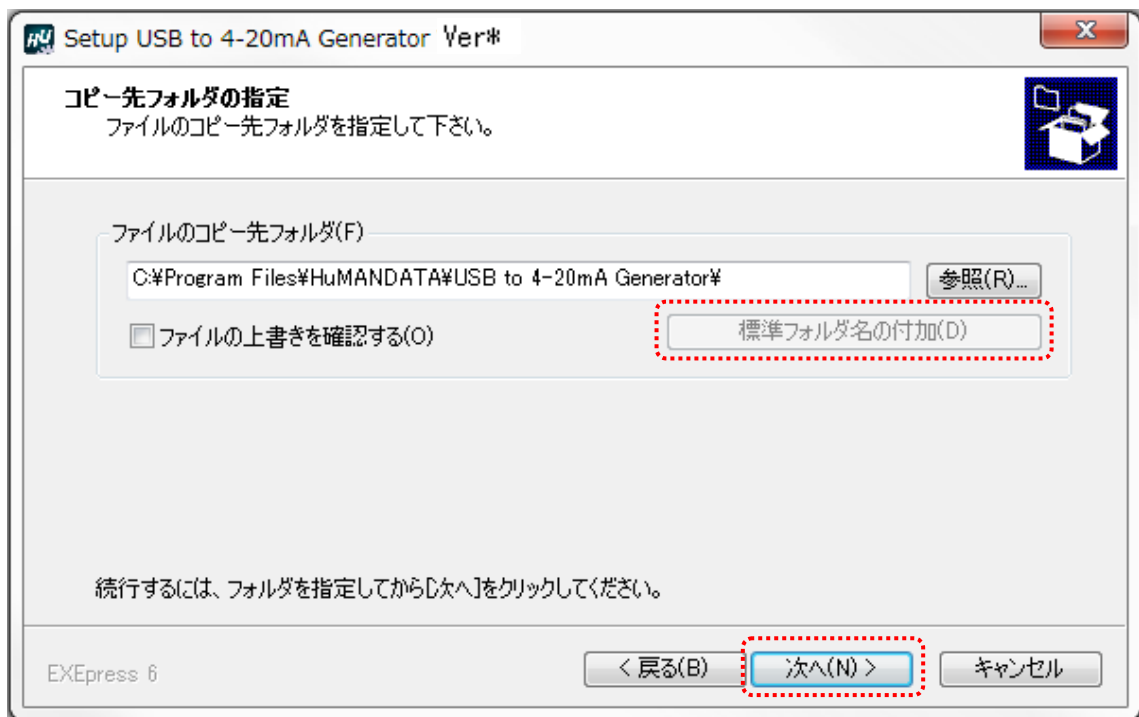 HU Setup USB to 4-20mA Generator Ver*
コピー先フォルダの指定
ファイルのコピー先フォルダを指定して下さい。
ファイルのコピー先フォルダ(F)
C:¥Program Files¥HuMANDATA¥USB to 4-20mA Generator¥
参照(R)...
ファイルの上書きを確認する(O)
標準フォルダ名の付加(D)
続行するには、フォルダを指定してから[次へ]をクリックしてください。
EXEpress 6
< 戻る(B)
次へ(N) >
キャンセル